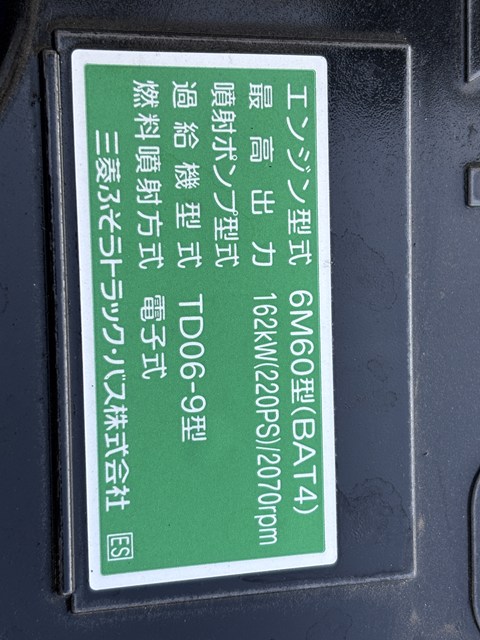 エンジン型式 6M60型(BAT4)
最高出力 162kW(220PS)/2070rpm
噴射ポンプ型式
過給機型式 TD06-9型
燃料噴射方式 電子式
三菱ふそうトラック・バス株式会社 ES